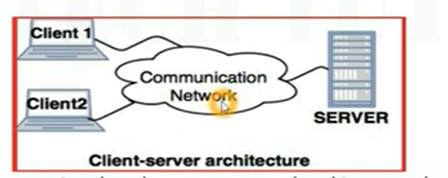 Client 1
Communication
Network
Client2
SERVER
Client-server architecture